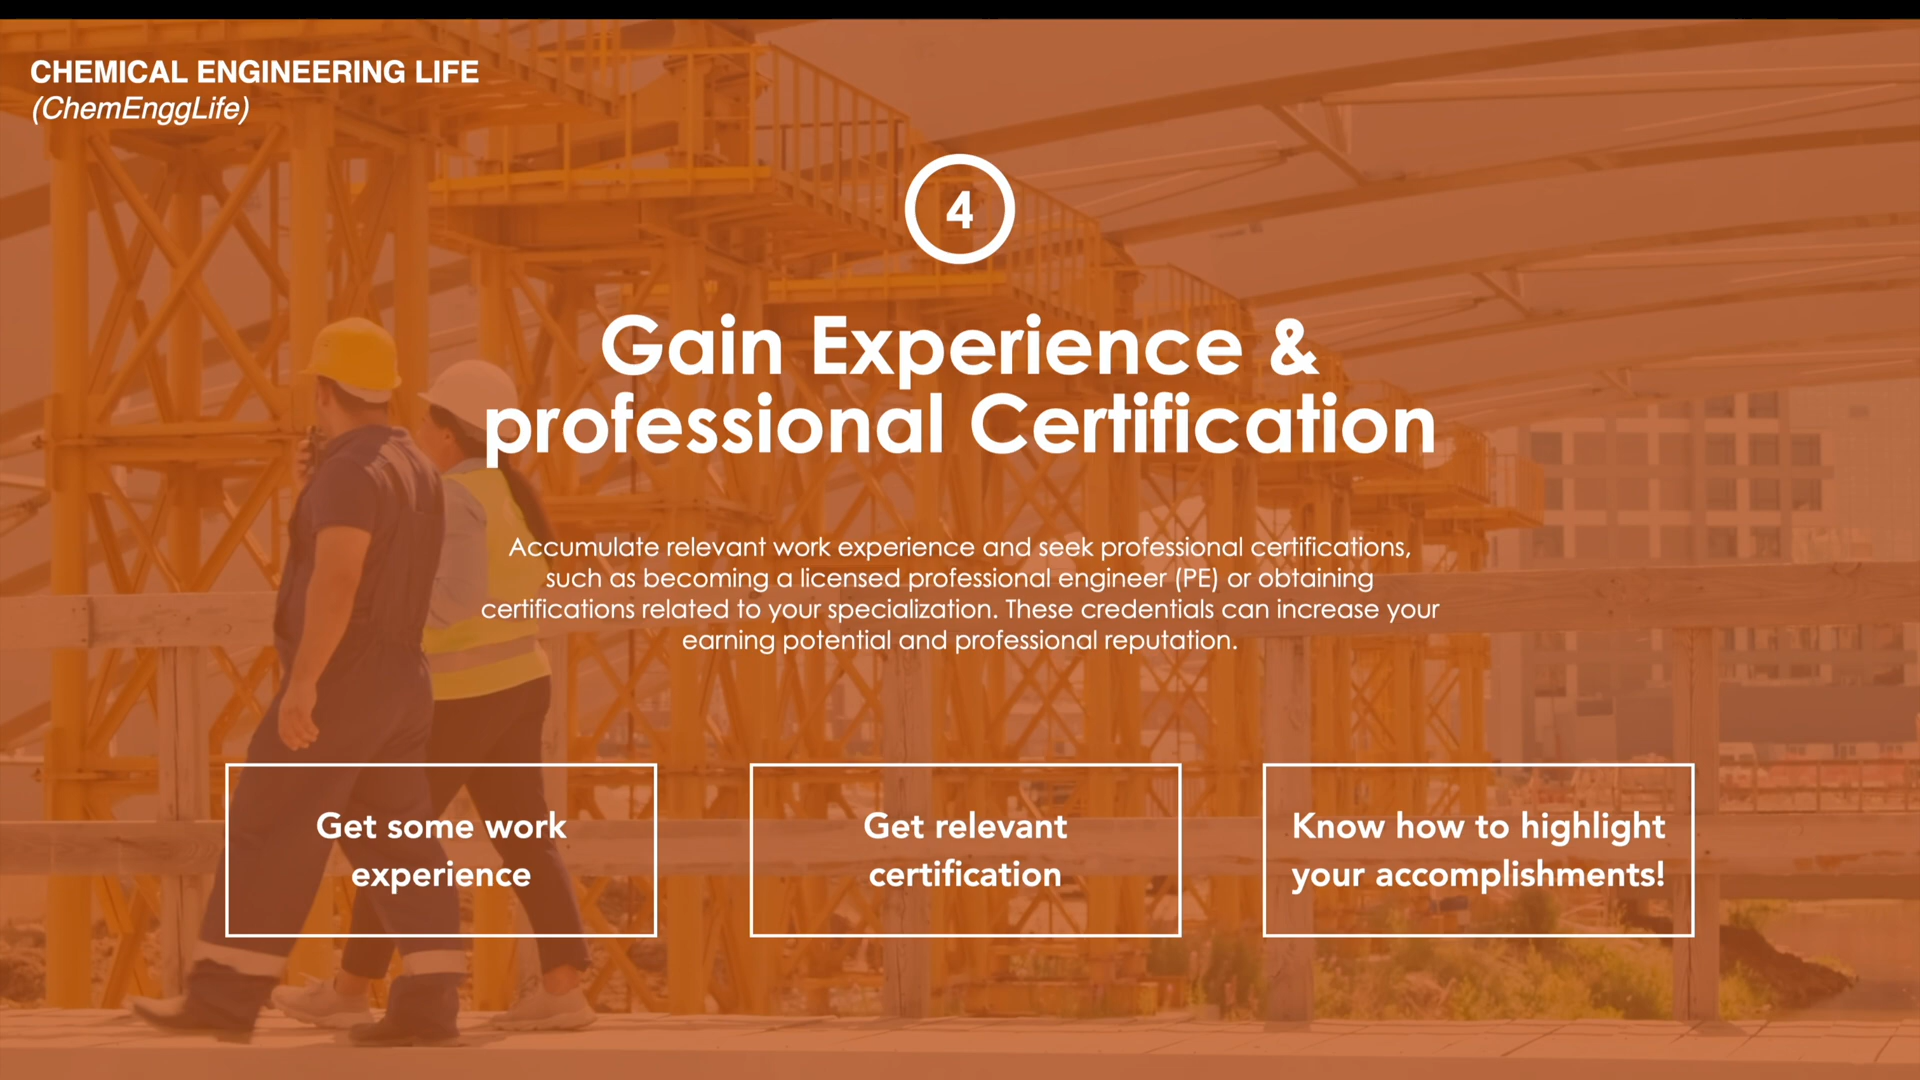 CHEMICAL ENGINEERING LIFE
(ChemEnggLife)
4
Gain Experience &
professional Certification
Accumulate relevant work experience and seek professional certifications,
such as becoming a licensed professional engineer (PE) or obtaining
certifications related to your specialization. These credentials can increase your
earning potential and professional reputation.
Get some work
experience
Get relevant
certification
Know how to highlight
your accomplishments!